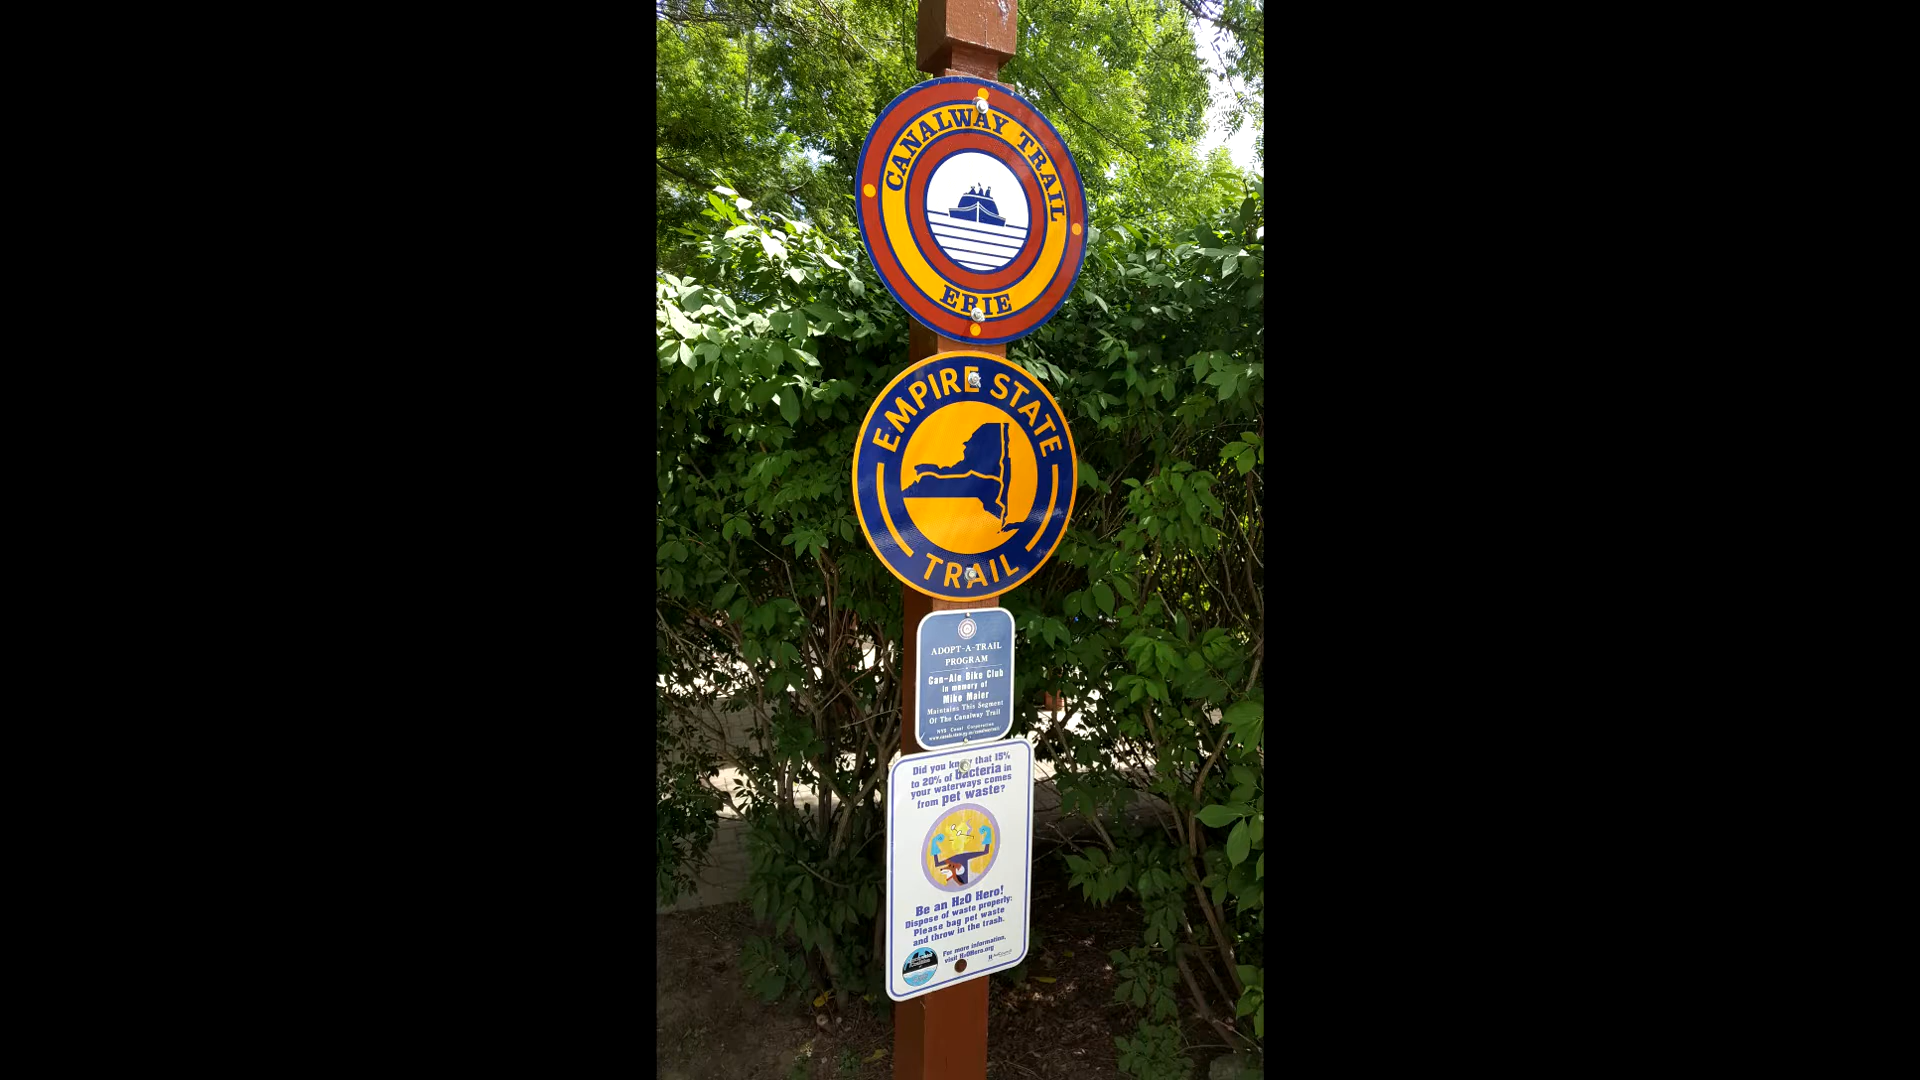 CANALWAY TRAIL
ERIE
EMPIRE STATE
TRAIL
ADOPT-A-TRAIL
PROGRAM
Can-Alu Bike Club
in memory of
Mike Maier
Maintains This Segment
Of The Canalway Trail
NYS Canal Corporation
Did you know that 15%
to 20% of bacteria in
your waterways comes
from pet waste?
Be an H2O Hero!
Dispose of waste properly:
Please bag pet waste
and throw in the trash.
For more information,
visit H2OHero.org